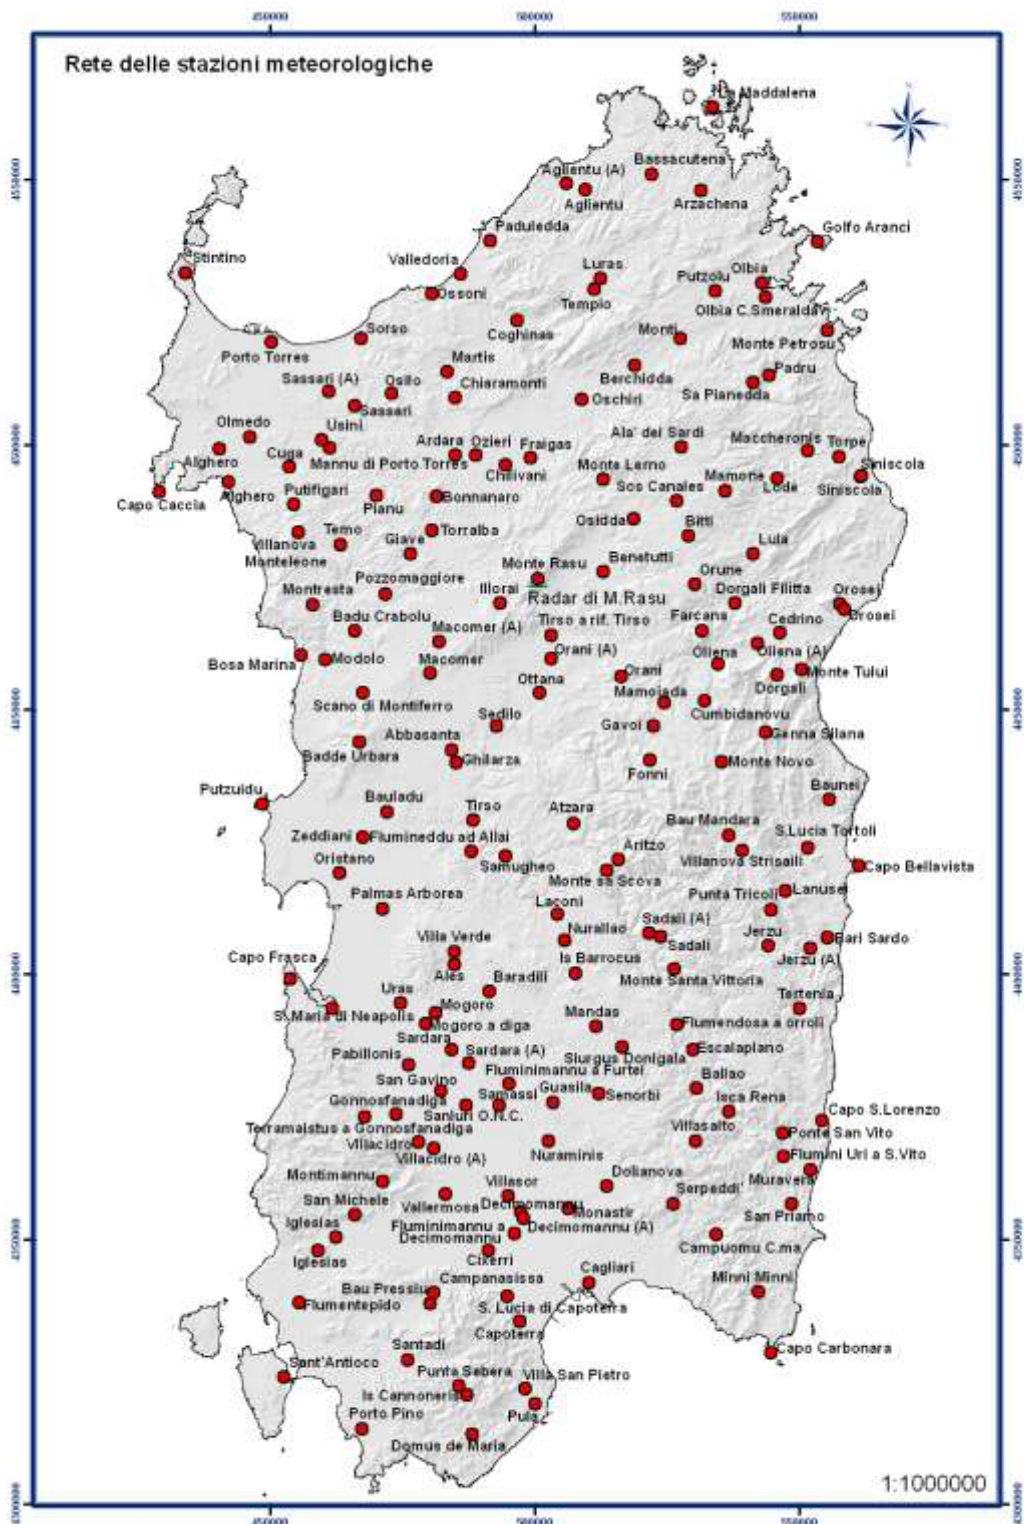 450000 500000 550000
Rete delle stazioni meteorologiche
La Maddalena
Bassacutena
Aglientu (A)
4550000 4550000
Aglientu
Arzachena
Paduledda
Golfo Aranci
Stintino
Valledoria
Luras
Olbia
Putzolu
Ossoni
Tempio
Olbia C.Smeralda
Coghinas
Sorso
Monti
Porto Torres
Monte Petrosu
Martis
Padru
Sassari (A)
Osilo
Chiaramonti
Berchidda
Sa Pianedda
Sassari
Oschiri
Olmedo
Usini
Ardara
Ozieri
Fraigas
Ala' dei Sardi
Maccheronis
Torpe
Alghero
Cuga
Mannu di Porto Torres
Chilivani
Monte Lerno
Siniscola
Capo Caccia
Alghero
Putifigari
Pianu
Bonnanaro
Sos Canales
Mamone
Lode
Siniscola
Villanova
Monteleone
Temo
Giave
Torralba
Osidda
Bitti
Lula
Montresta
Pozzomaggiore
Illorai
Monte Rasu
Benetutti
Orune
Radar di M.Rasu
Dorgali Filitta
Orosei
Orosei
Badu Crabolu
Macomer (A)
Tirso a rif. Tirso
Farcana
Cedrino
Bosa Marina
Modolo
Macomer
Orani (A)
Oliena
Oliena (A)
Monte Tului
Ottana
Orani
Dorgali
Scano di Montiferro
Mamoiada
Cumbidanovu
Sedilo
Gavoi
Genna Silana
Badde Urbara
Abbasanta
Ghilarza
Fonni
Monte Novo
Putzuidu
Bauladu
Tirso
Atzara
Baunei
Zeddiani
Flumineddu ad Allai
Bau Mandara
S.Lucia Tortoli
Oristano
Samugheo
Aritzo
Villanova Strisaili
Monte sa Scova
Capo Bellavista
Palmas Arborea
Laconi
Punta Tricoli
Lanusei
Nurallao
Sadali (A)
Sadali
Jerzu
Jerzu (A)
Bari Sardo
Capo Frasca
Villa Verde
Ales
Is Barrocus
Monte Santa Vittoria
Uras
Baradili
Tertenia
S. Maria di Neapolis
Mogoro
Mogoro a diga
Mandas
Flumendosa a orroli
Sardara
Sardara (A)
Siurgus Donigala
Escalaplano
Pabillonis
Fluminimannu a Furtei
San Gavino
Ballao
Gonnosfanadiga
Samassi
Guasila
Senorbi
Isca Rena
Sanluri O.N.C.
Capo S.Lorenzo
Terramaistus a Gonnosfanadiga
Villasalto
Ponte San Vito
Villacidro
Villacidro (A)
Nuraminis
Flumini Uri a S.Vito
Montimannu
Dolianova
Muravera
San Michele
Vallermosa
Villasor
Decimomannu
Monastir
Serpeddi'
San Priamo
Iglesias
Fluminimannu a
Decimomannu
Decimomannu (A)
Iglesias
Cixerri
Campuomu C.ma
Cagliari
Minni Minni
Bau Pressiu
Campanasissa
Flumentepido
S. Lucia di Capoterra
Capoterra
Santadi
Capo Carbonara
Sant'Antioco
Punta Sebera
Villa San Pietro
Is Cannoneris
Porto Pino
Pula
Domus de Maria
1:1000000
450000 500000 550000